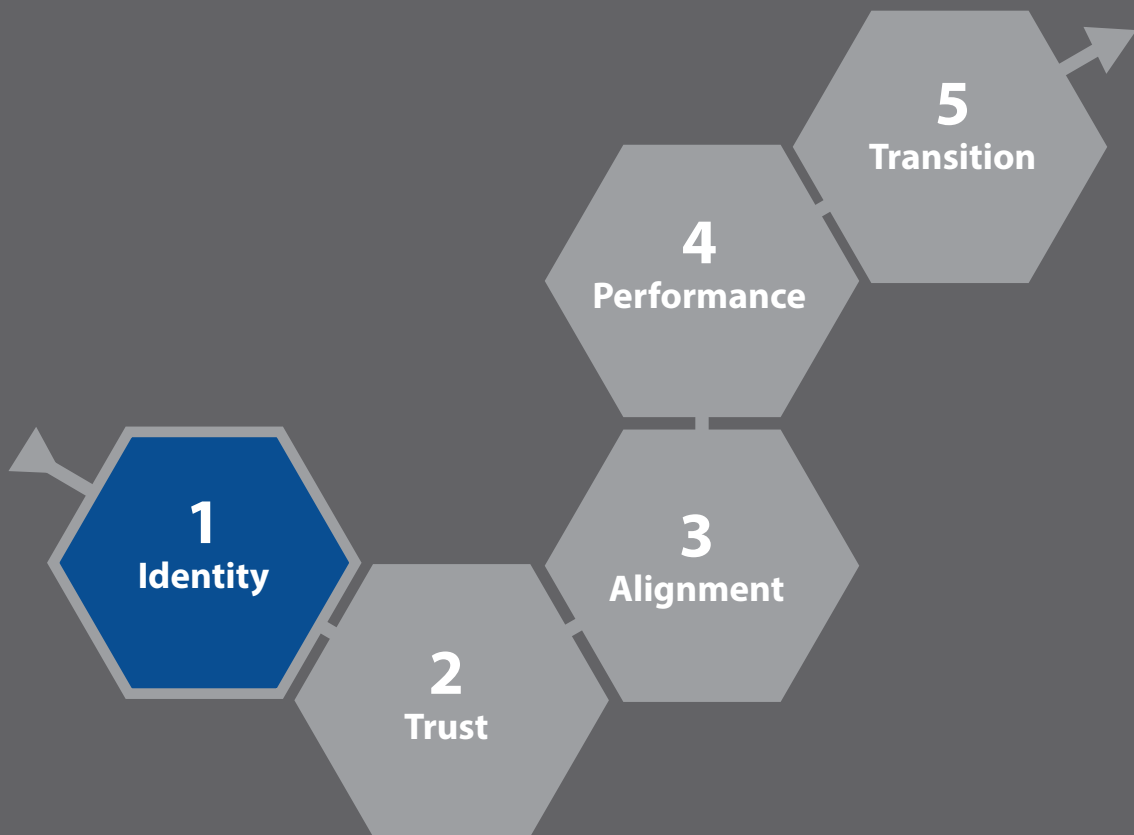 1
Identity
2
Trust
3
Alignment
4
Performance
5
Transition